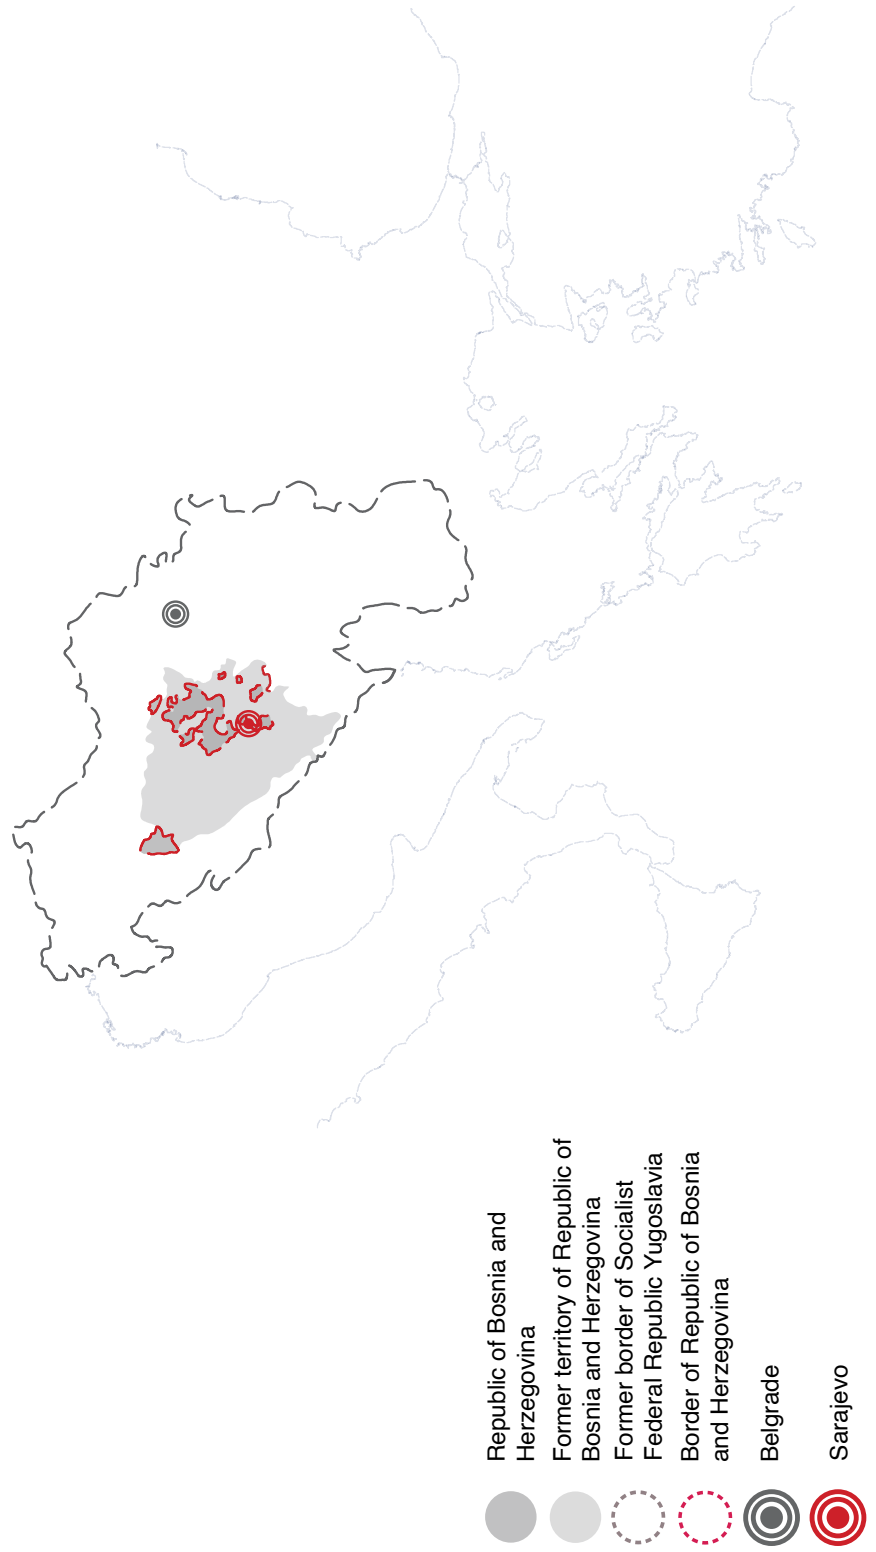 Republic of Bosnia and
Herzegovina
Former territory of Republic of
Bosnia and Herzegovina
Former border of Socialist
Federal Republic Yugoslavia
Border of Republic of Bosnia
and Herzegovina
Belgrade
Sarajevo